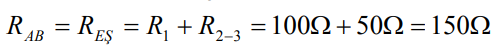 R_AB = R_EŞ = R_1 + R_2−3 = 100Ω + 50Ω = 150Ω